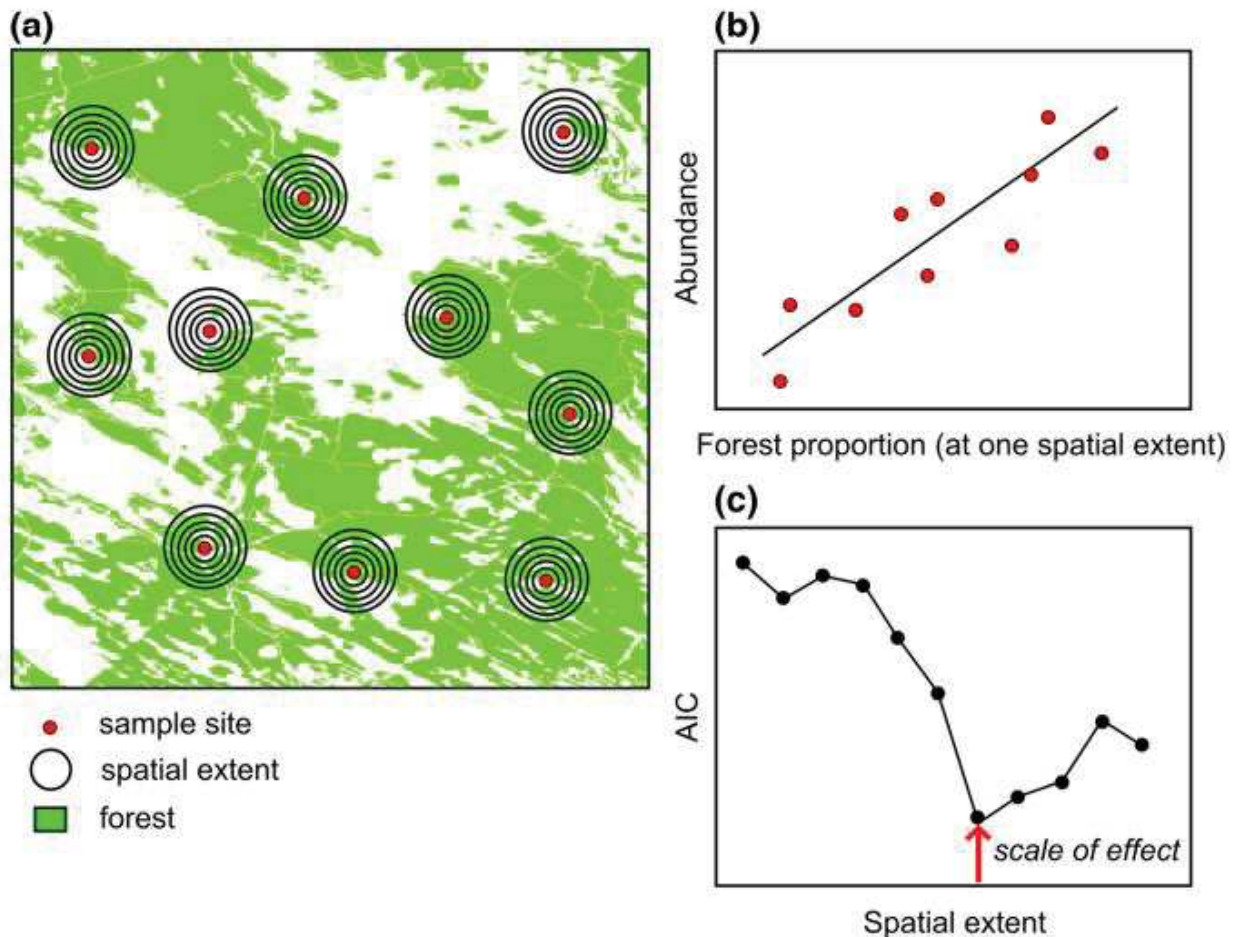 (a)
sample site
spatial extent
forest
(b)
Abundance
Forest proportion (at one spatial extent)
(c)
AIC
scale of effect
Spatial extent